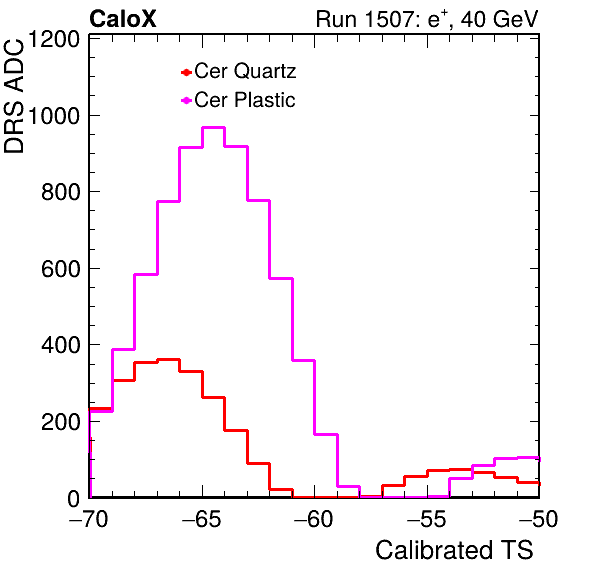 CaloX Run 1507: e⁺, 40 GeV
DRS ADC
Cer Quartz
Cer Plastic
1200
1000
800
600
400
200
0
−70 −65 −60 −55 −50
Calibrated TS